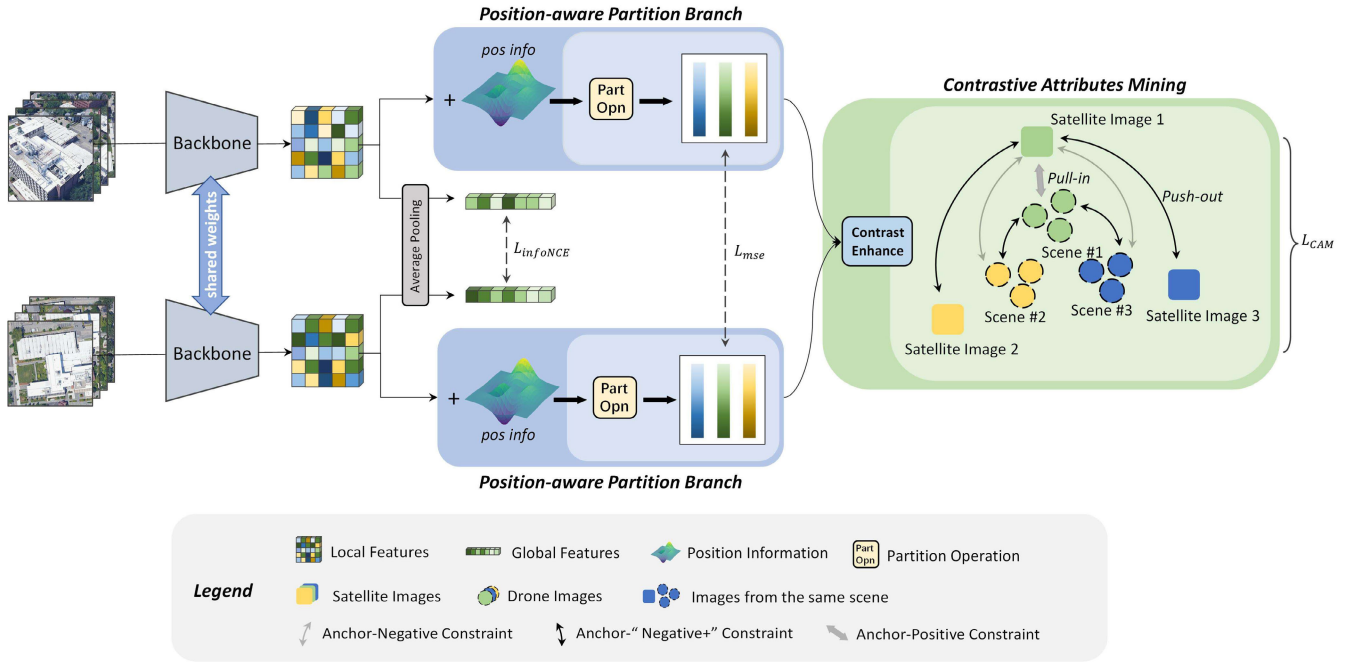 Position-aware Partition Branch
pos info
+
Part
Opn
Backbone
shared weights
Average Pooling
L_infoNCE
L_mse
Backbone
+
pos info
Part
Opn
Position-aware Partition Branch
Contrast
Enhance
Contrastive Attributes Mining
Satellite Image 1
Pull-in
Push-out
Scene #1
Scene #2
Scene #3
Satellite Image 2
Satellite Image 3
L_CAM
Legend
Local Features
Global Features
Position Information
Part
Opn
Partition Operation
Satellite Images
Drone Images
Images from the same scene
Anchor-Negative Constraint
Anchor-“ Negative+” Constraint
Anchor-Positive Constraint